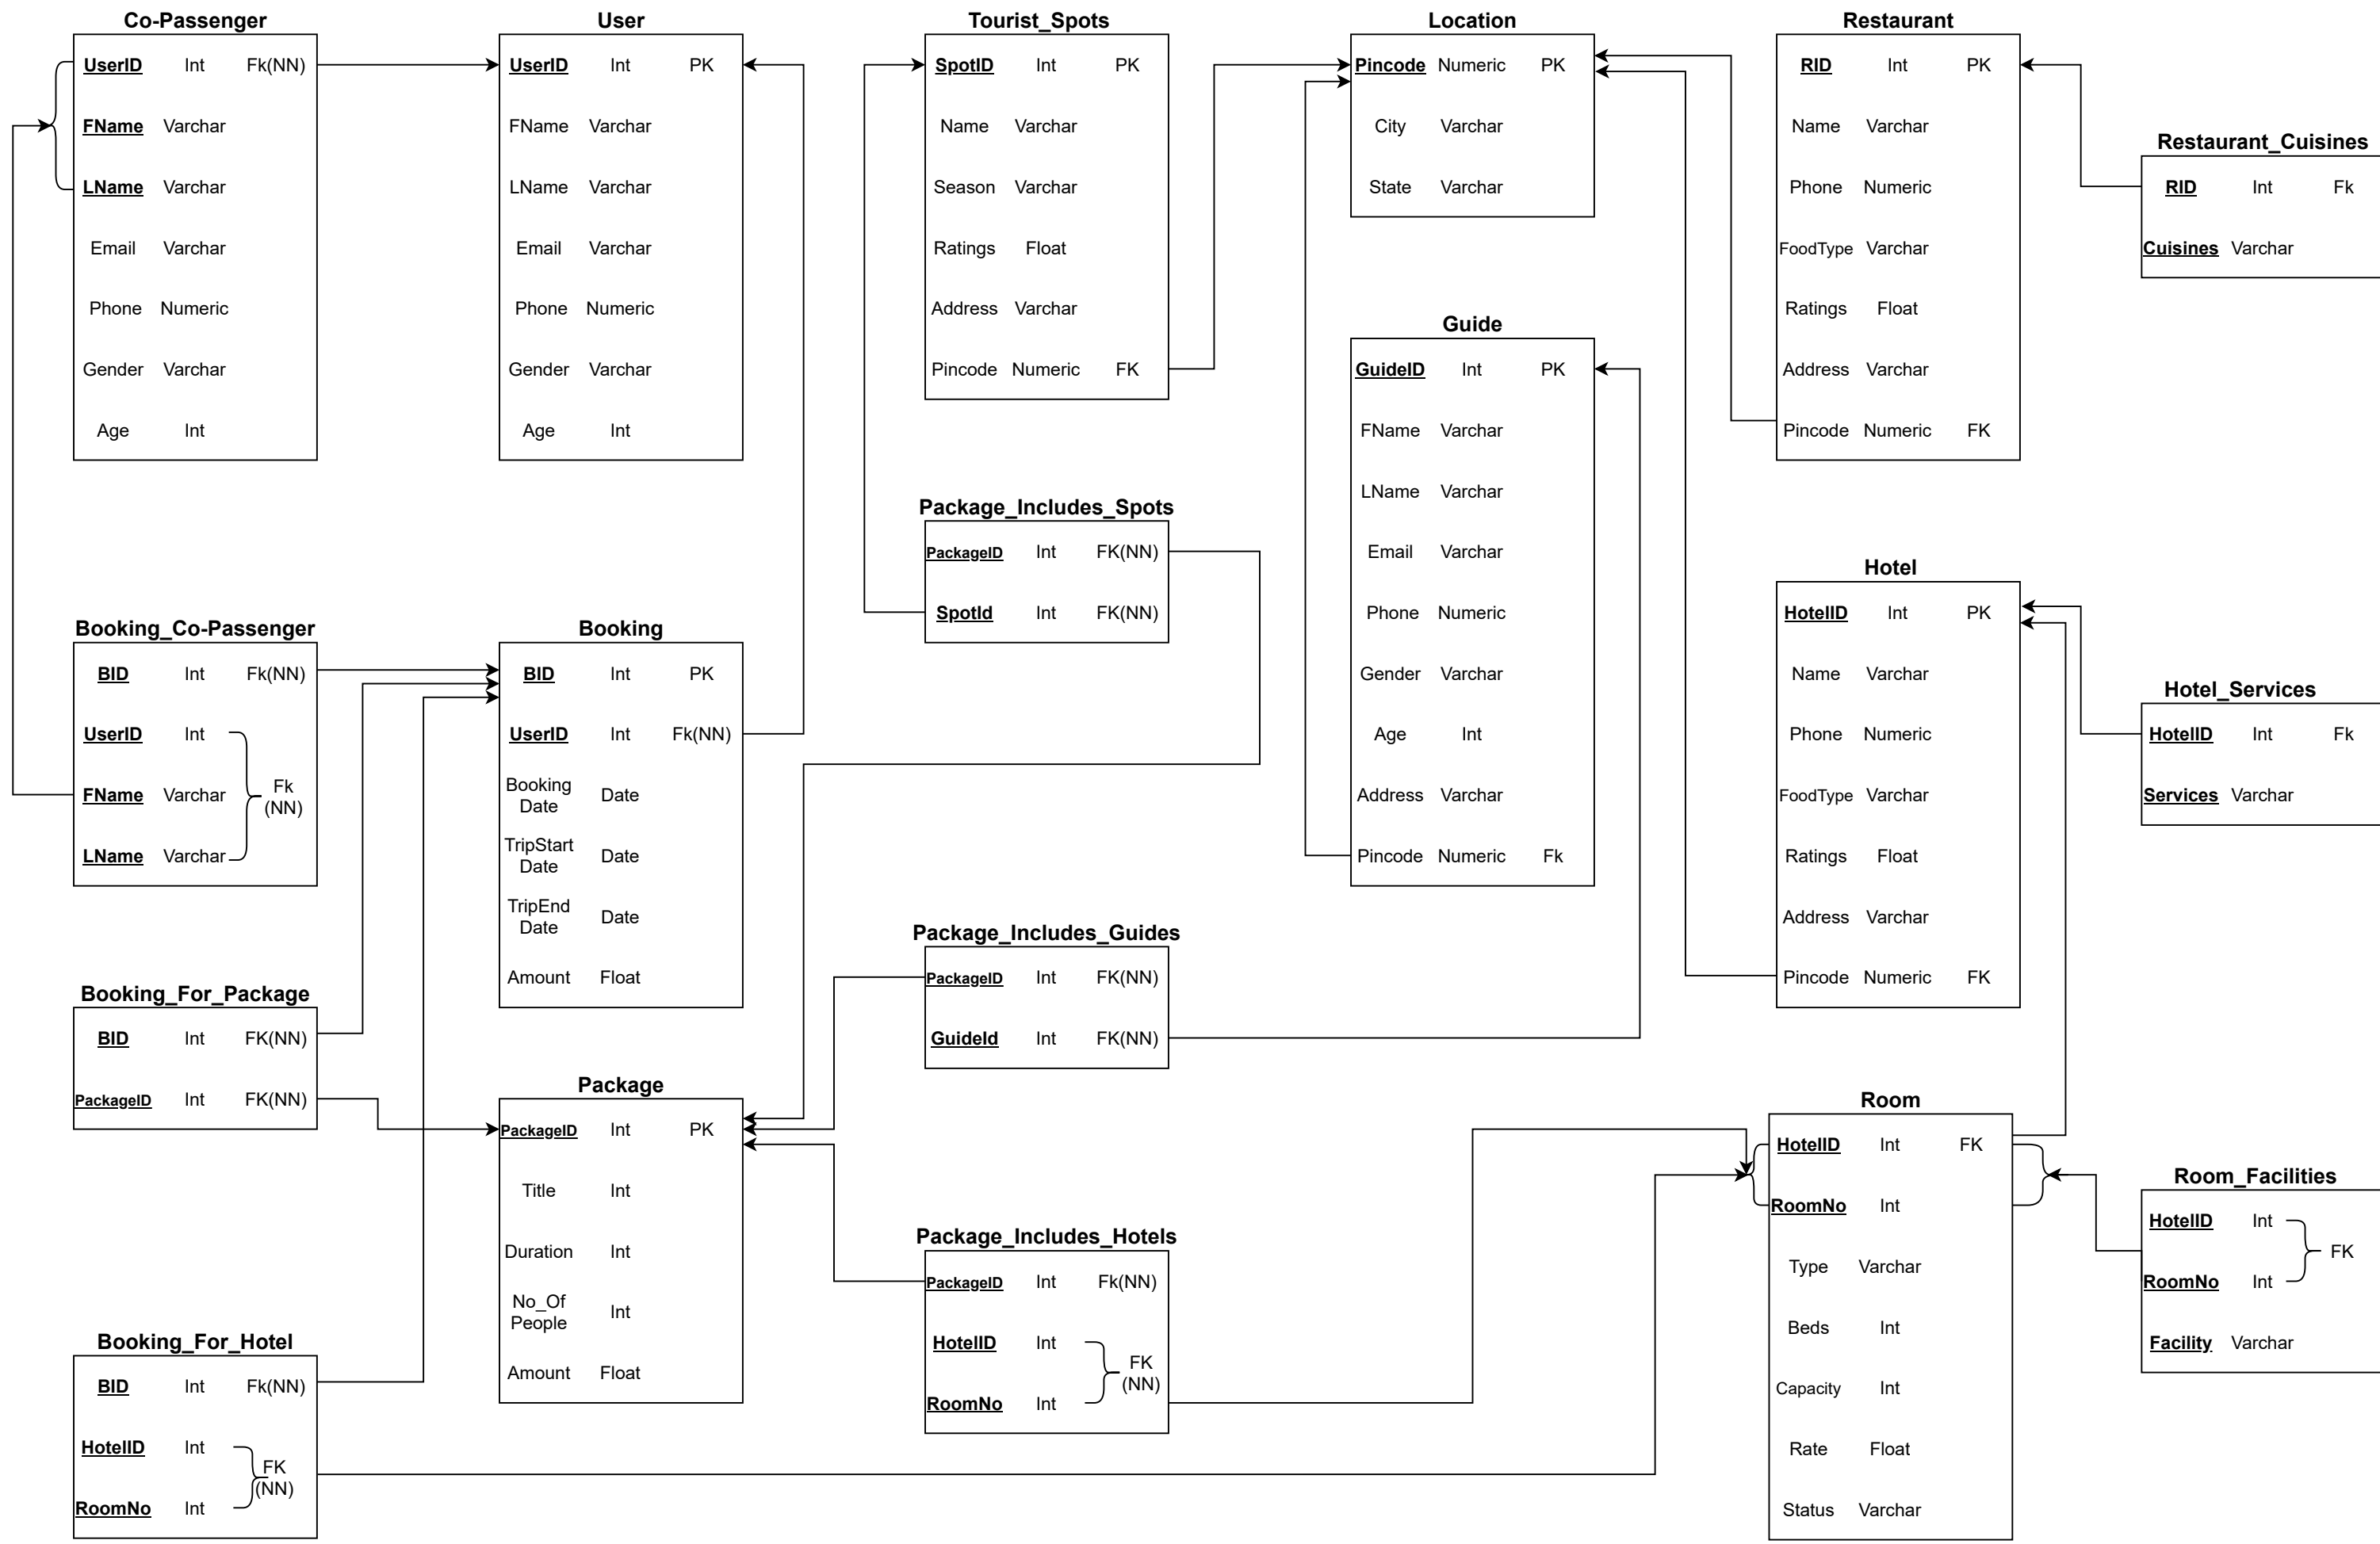 Co-Passenger
UserID Int Fk(NN)
FName Varchar
LName Varchar
Email Varchar
Phone Numeric
Gender Varchar
Age Int
User
UserID Int PK
FName Varchar
LName Varchar
Email Varchar
Phone Numeric
Gender Varchar
Age Int
Tourist_Spots
SpotID Int PK
Name Varchar
Season Varchar
Ratings Float
Address Varchar
Pincode Numeric FK
Location
Pincode Numeric PK
City Varchar
State Varchar
Restaurant
RID Int PK
Name Varchar
Phone Numeric
FoodType Varchar
Ratings Float
Address Varchar
Pincode Numeric FK
Restaurant_Cuisines
RID Int Fk
Cuisines Varchar
Guide
GuideID Int PK
FName Varchar
LName Varchar
Email Varchar
Phone Numeric
Gender Varchar
Age Int
Address Varchar
Pincode Numeric Fk
Package_Includes_Spots
PackageID Int FK(NN)
SpotId Int FK(NN)
Hotel
HotelID Int PK
Name Varchar
Phone Numeric
FoodType Varchar
Ratings Float
Address Varchar
Pincode Numeric FK
Hotel_Services
HotelID Int Fk
Services Varchar
Booking_Co-Passenger
BID Int Fk(NN)
UserID Int
FName Varchar
Fk
(NN)
LName Varchar
Booking
BID Int PK
UserID Int Fk(NN)
Booking
Date Date
TripStart
Date Date
TripEnd
Date Date
Amount Float
Package_Includes_Guides
PackageID Int FK(NN)
GuideId Int FK(NN)
Booking_For_Package
BID Int FK(NN)
PackageID Int FK(NN)
Package
PackageID Int PK
Title Int
Duration Int
No_Of
People Int
Amount Float
Package_Includes_Hotels
PackageID Int Fk(NN)
HotelID Int
FK
(NN)
RoomNo Int
Room
HotelID Int FK
RoomNo Int
Type Varchar
Beds Int
Capacity Int
Rate Float
Status Varchar
Room_Facilities
HotelID Int
FK
RoomNo Int
Facility Varchar
Booking_For_Hotel
BID Int Fk(NN)
HotelID Int
FK
(NN)
RoomNo Int